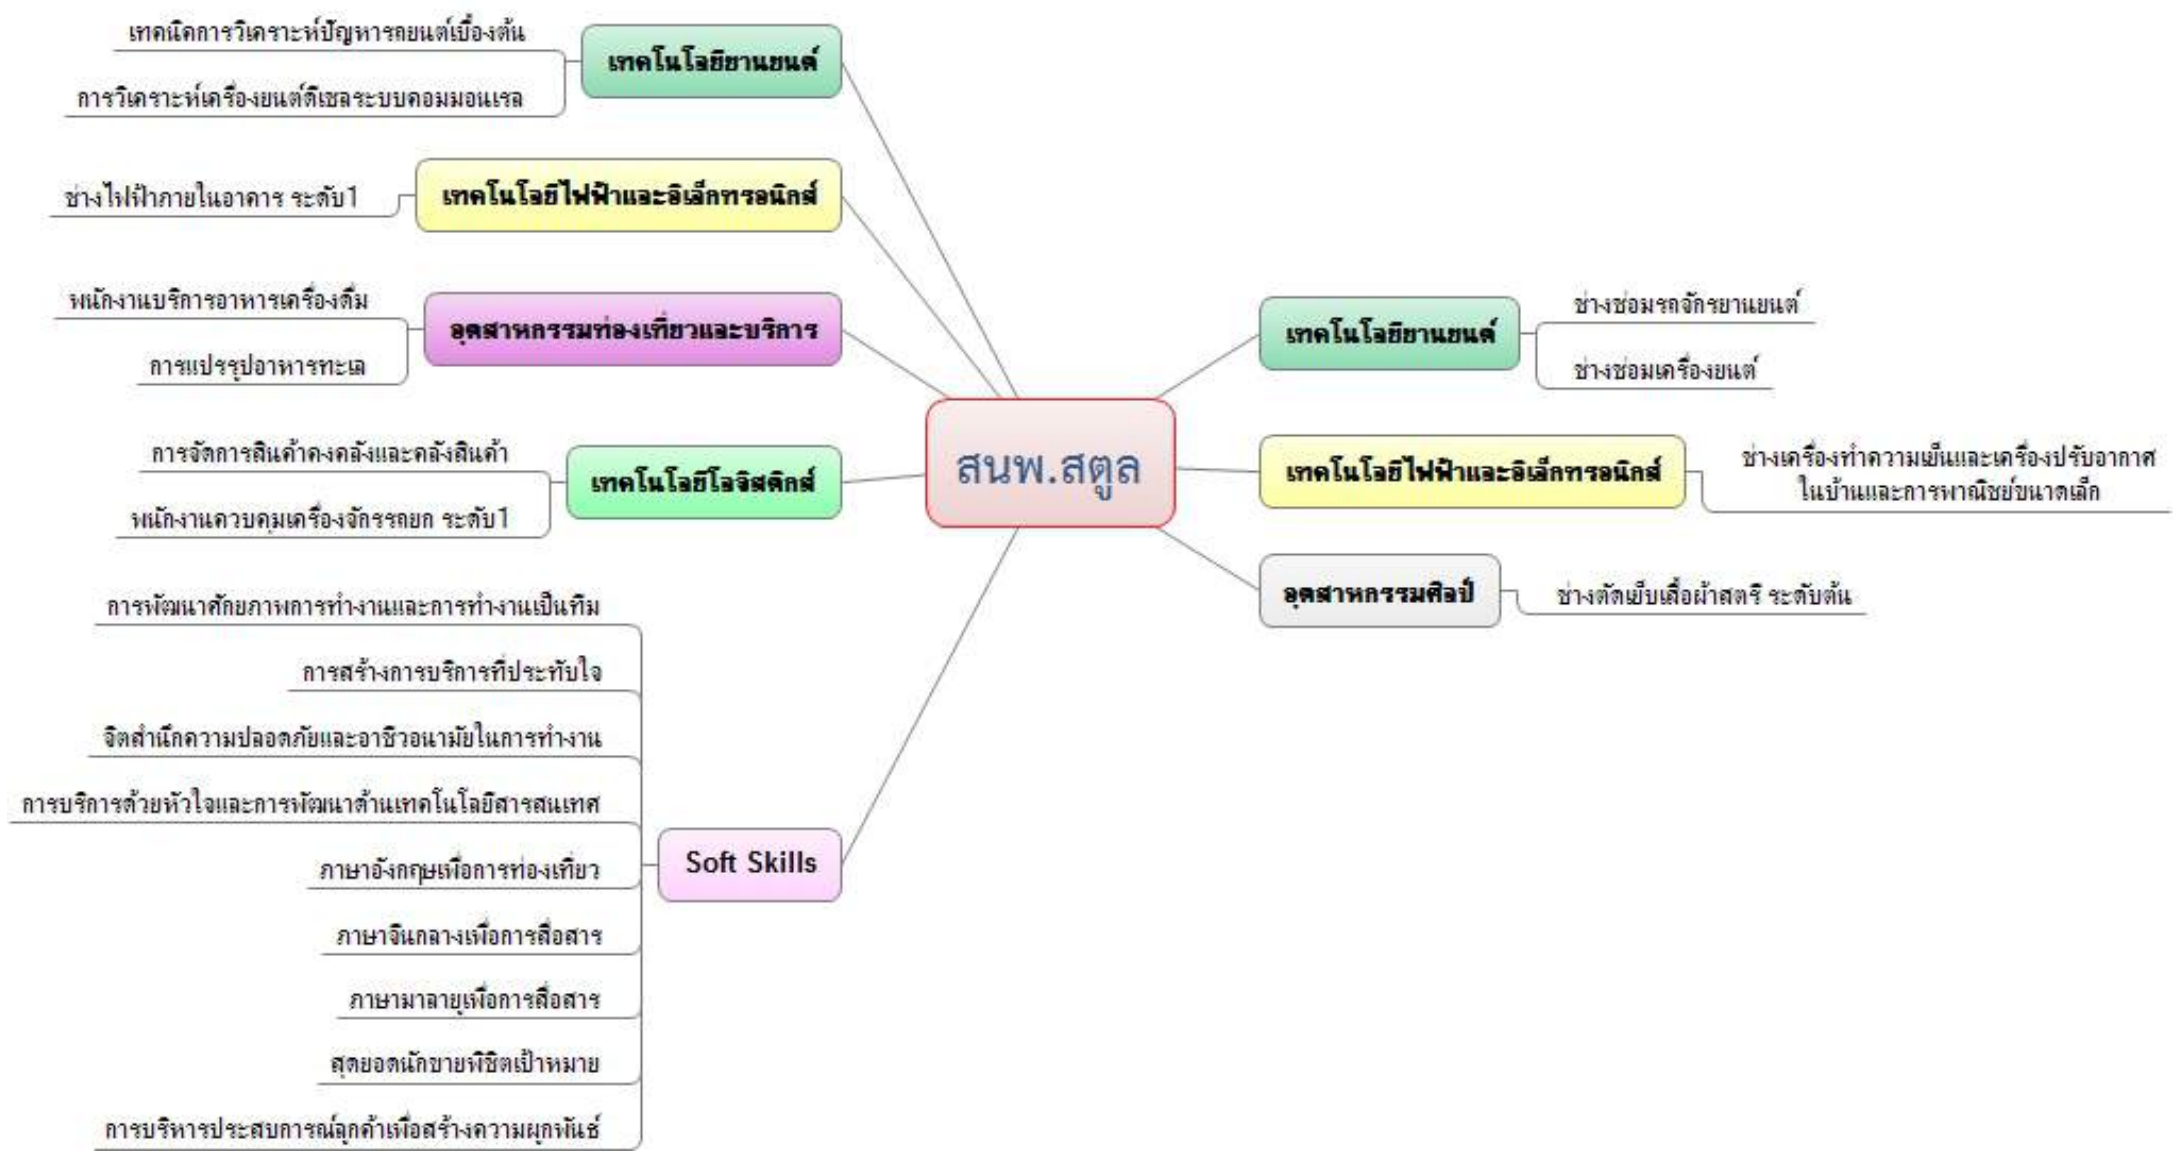 เทคนิคการวิเคราะห์ปัญหารถยนต์เบื้องต้น
เทคโนโลยียานยนต์
การวิเคราะห์เครื่องยนต์ดีเซลระบบคอมมอนเรล
ช่างไฟฟ้าภายในอาคาร ระดับ1
เทคโนโลยีไฟฟ้าและอิเล็กทรอนิกส์
พนักงานบริการอาหารเครื่องดื่ม
อุตสาหกรรมท่องเที่ยวและบริการ
การแปรรูปอาหารทะเล
การจัดการสินค้าคงคลังและคลังสินค้า
เทคโนโลยีโลจิสติกส์
พนักงานควบคุมเครื่องจักรรถยก ระดับ1
การพัฒนาศักยภาพการทำงานและการทำงานเป็นทีม
การสร้างการบริการที่ประทับใจ
จิตสำนึกความปลอดภัยและอาชีวอนามัยในการทำงาน
การบริการด้วยหัวใจและการพัฒนาด้านเทคโนโลยีสารสนเทศ
Soft Skills
ภาษาอังกฤษเพื่อการท่องเที่ยว
ภาษาจีนกลางเพื่อการสื่อสาร
ภาษามาลายูเพื่อการสื่อสาร
สุดยอดนักขายพิชิตเป้าหมาย
การบริหารประสบการณ์ลูกค้าเพื่อสร้างความผูกพันธ์
สนพ.สตูล
เทคโนโลยียานยนต์
ช่างซ่อมรถจักรยานยนต์
ช่างซ่อมเครื่องยนต์
เทคโนโลยีไฟฟ้าและอิเล็กทรอนิกส์
ช่างเครื่องทำความเย็นและเครื่องปรับอากาศ
ในบ้านและการพาณิชย์ขนาดเล็ก
อุตสาหกรรมศิลป์
ช่างตัดเย็บเสื้อผ้าสตรี ระดับต้น